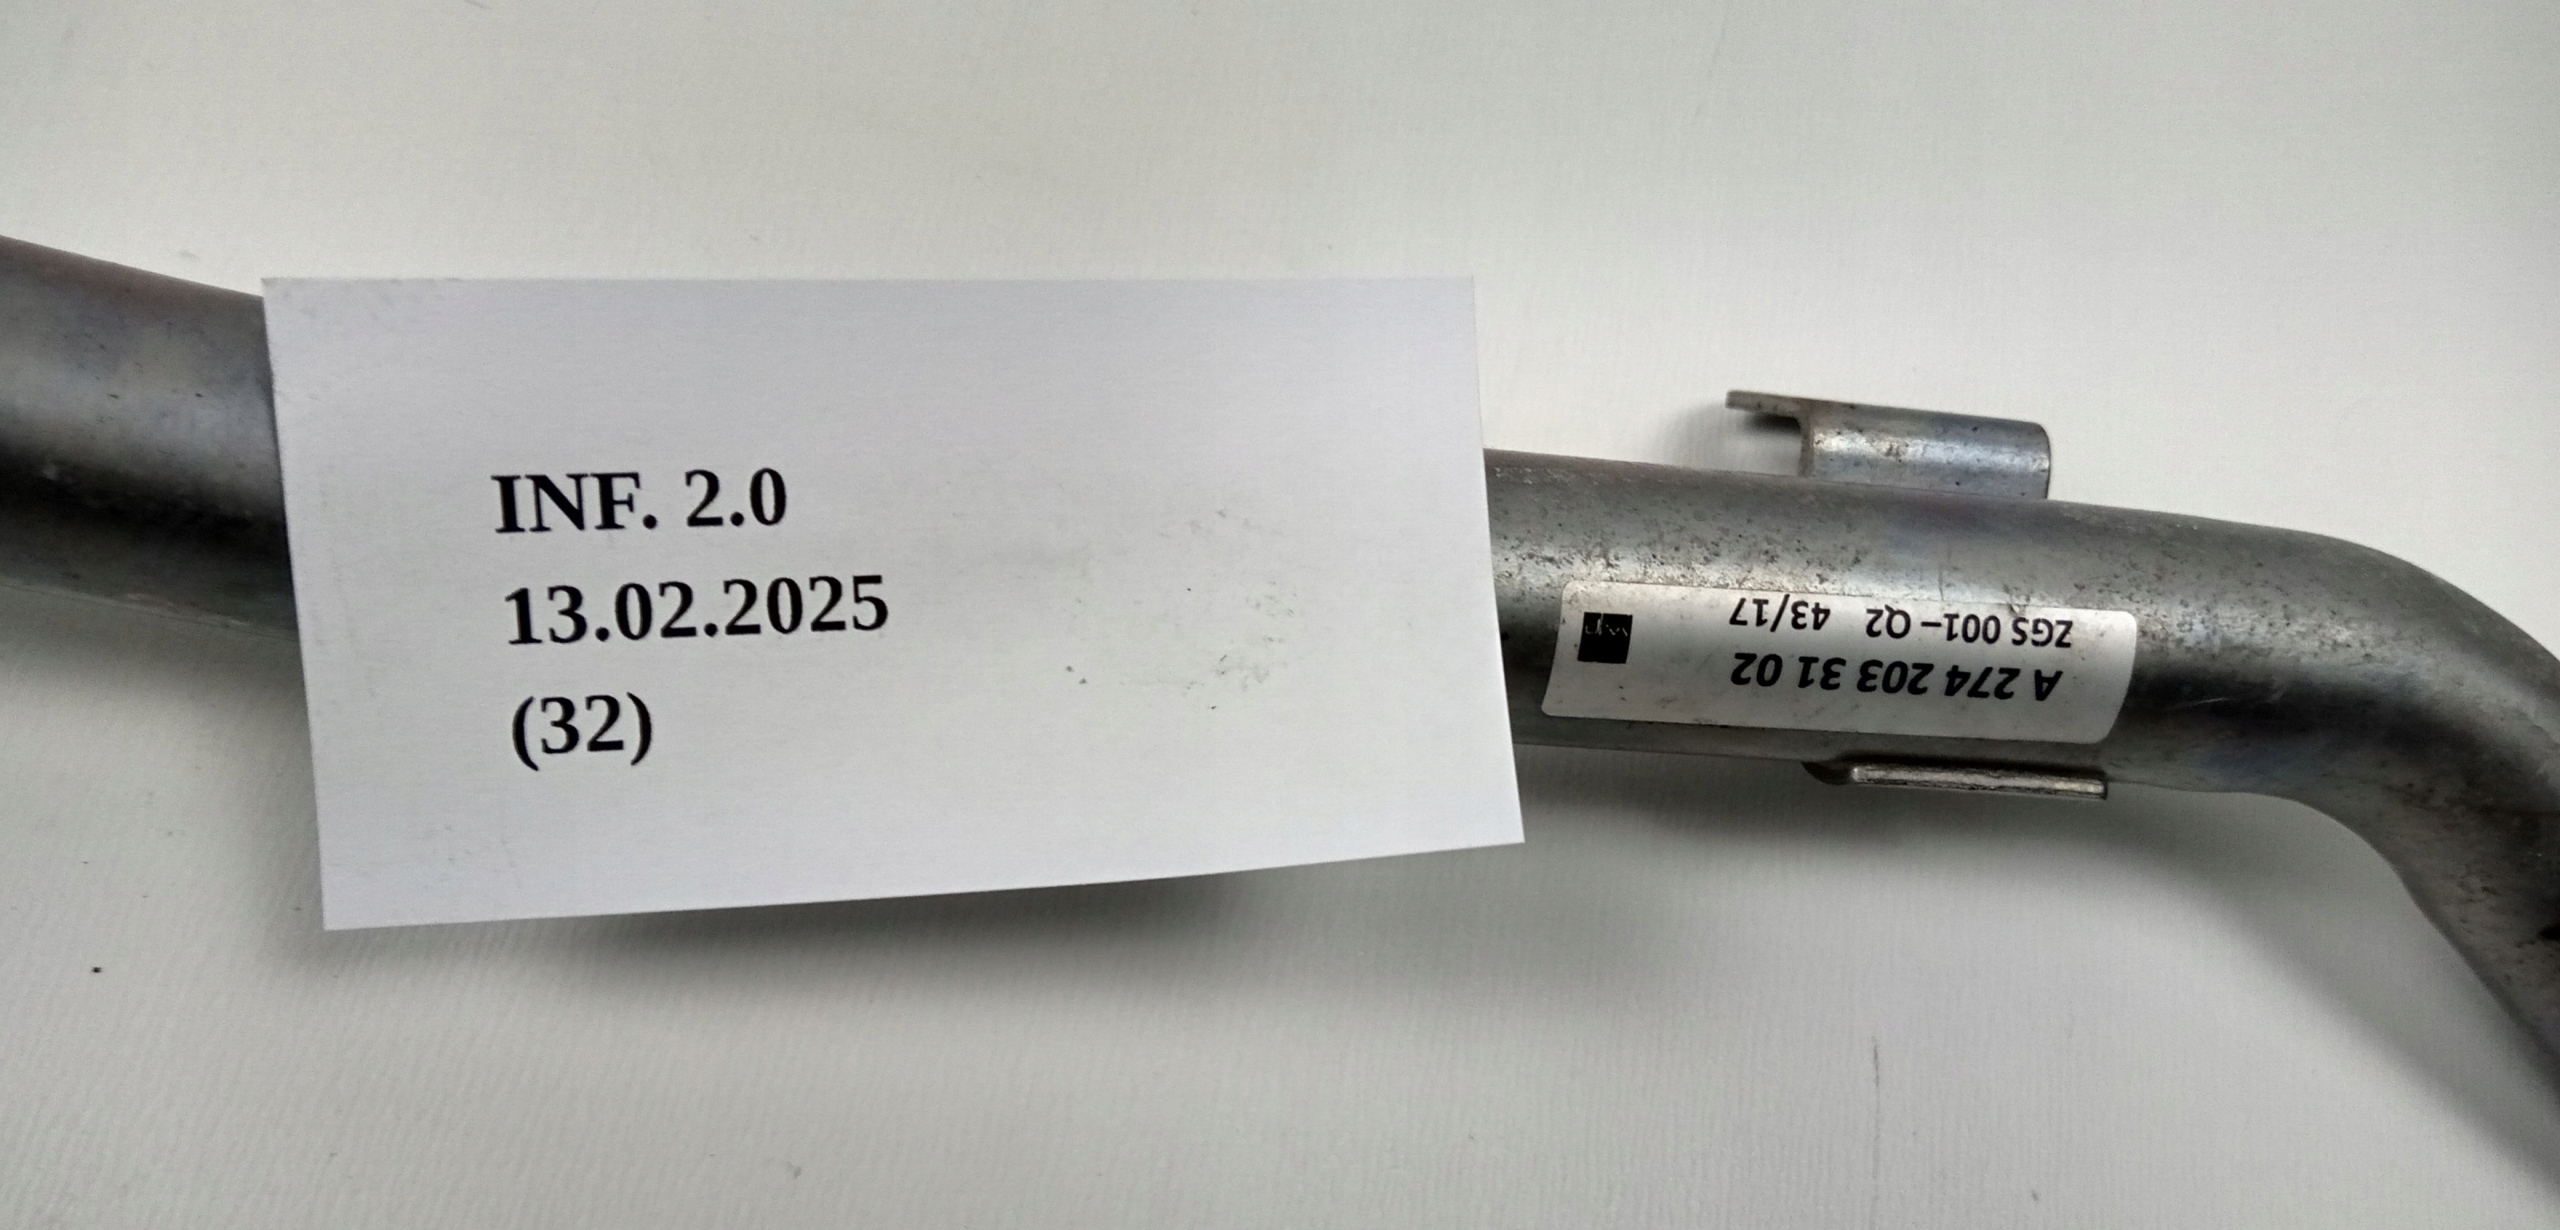 INF. 2.0
13.02.2025
(32)
A 274 203 31 02
ZGS 001-Q2 43/17